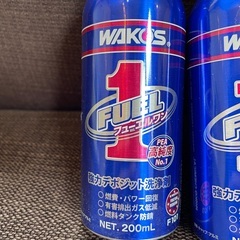 WAKO'S
1
FUEL
フューエルワン
PEA
高純度
No.1
強力デポジット洗浄剤
燃費・パワー回復
有害排出ガス低減
燃料タンク防錆
NET. 200mL